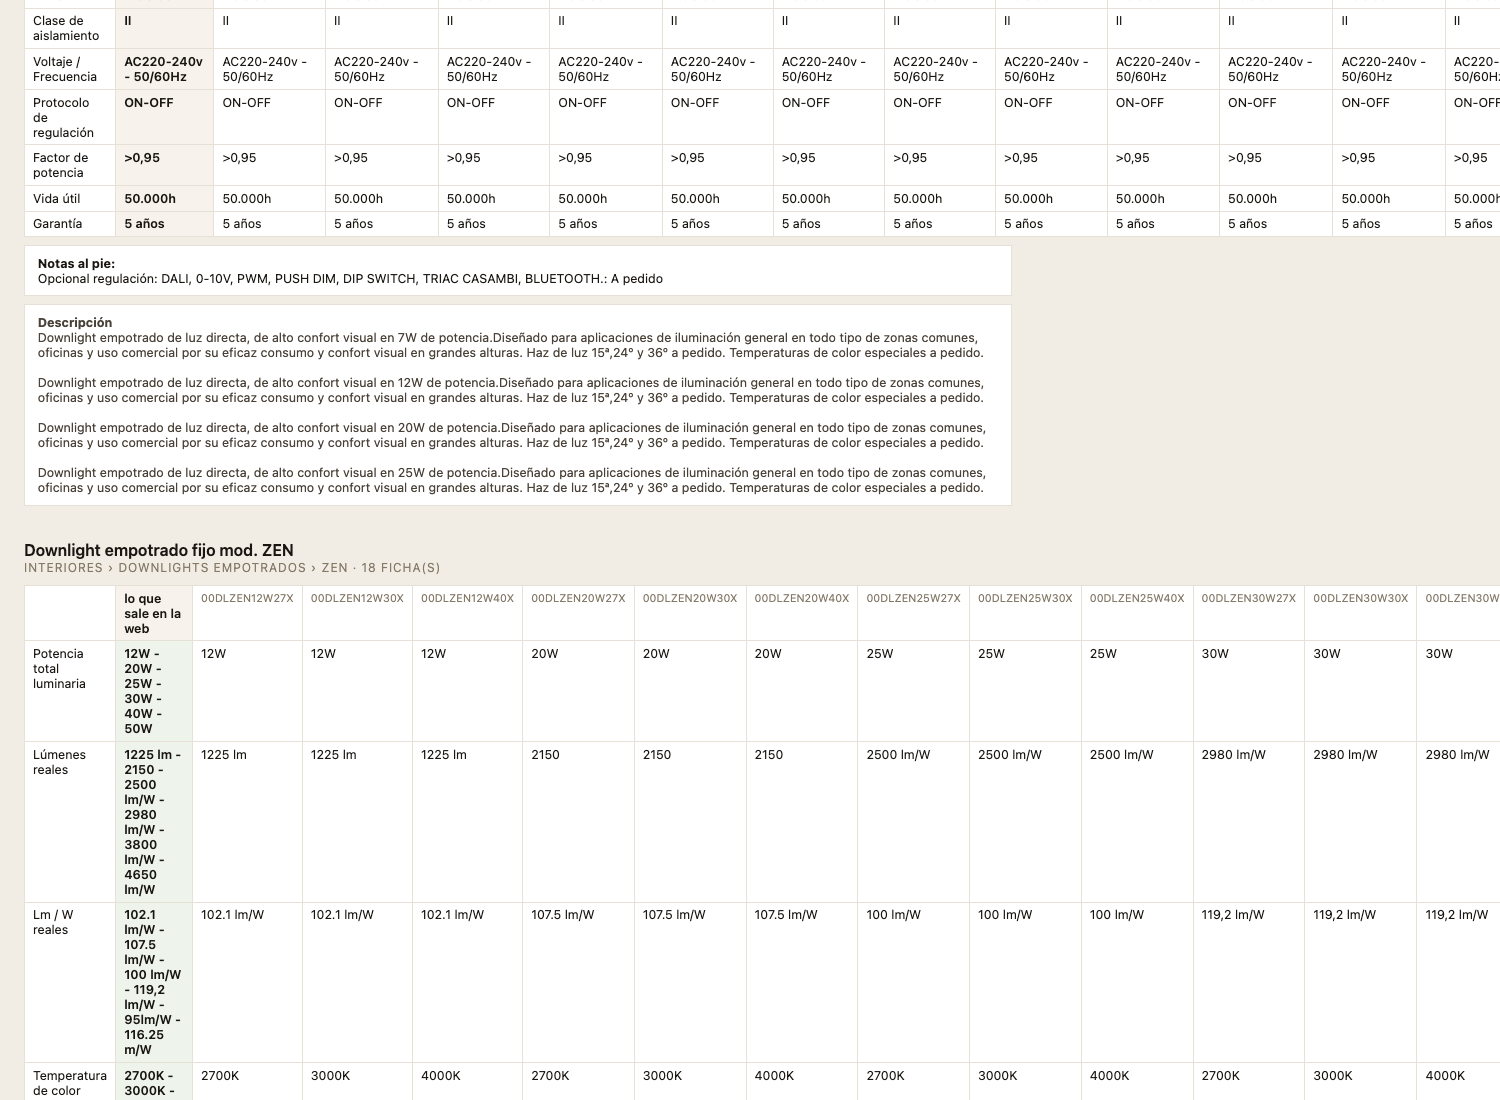 Clase de aislamiento II II II II II II II II II II II II II
Voltaje / Frecuencia AC220-240v - 50/60Hz AC220-240v - 50/60Hz AC220-240v - 50/60Hz AC220-240v - 50/60Hz AC220-240v - 50/60Hz AC220-240v - 50/60Hz AC220-240v - 50/60Hz AC220-240v - 50/60Hz AC220-240v - 50/60Hz AC220-240v - 50/60Hz AC220-240v - 50/60Hz AC220-240v - 50/60Hz AC220- 50/60Hz
Protocolo de regulación ON-OFF ON-OFF ON-OFF ON-OFF ON-OFF ON-OFF ON-OFF ON-OFF ON-OFF ON-OFF ON-OFF ON-OFF ON-OFF
Factor de potencia >0,95 >0,95 >0,95 >0,95 >0,95 >0,95 >0,95 >0,95 >0,95 >0,95 >0,95 >0,95 >0,95
Vida útil 50.000h 50.000h 50.000h 50.000h 50.000h 50.000h 50.000h 50.000h 50.000h 50.000h 50.000h 50.000h 50.000h
Garantía 5 años 5 años 5 años 5 años 5 años 5 años 5 años 5 años 5 años 5 años 5 años 5 años 5 años
Notas al pie:
Opcional regulación: DALI, 0-10V, PWM, PUSH DIM, DIP SWITCH, TRIAC CASAMBI, BLUETOOTH.: A pedido
Descripción
Downlight empotrado de luz directa, de alto confort visual en 7W de potencia.Diseñado para aplicaciones de iluminación general en todo tipo de zonas comunes,
oficinas y uso comercial por su eficaz consumo y confort visual en grandes alturas. Haz de luz 15ª,24º y 36º a pedido. Temperaturas de color especiales a pedido.
Downlight empotrado de luz directa, de alto confort visual en 12W de potencia.Diseñado para aplicaciones de iluminación general en todo tipo de zonas comunes,
oficinas y uso comercial por su eficaz consumo y confort visual en grandes alturas. Haz de luz 15ª,24º y 36º a pedido. Temperaturas de color especiales a pedido.
Downlight empotrado de luz directa, de alto confort visual en 20W de potencia.Diseñado para aplicaciones de iluminación general en todo tipo de zonas comunes,
oficinas y uso comercial por su eficaz consumo y confort visual en grandes alturas. Haz de luz 15ª,24º y 36º a pedido. Temperaturas de color especiales a pedido.
Downlight empotrado de luz directa, de alto confort visual en 25W de potencia.Diseñado para aplicaciones de iluminación general en todo tipo de zonas comunes,
oficinas y uso comercial por su eficaz consumo y confort visual en grandes alturas. Haz de luz 15ª,24º y 36º a pedido. Temperaturas de color especiales a pedido.
Downlight empotrado fijo mod. ZEN
INTERIORES › DOWNLIGHTS EMPOTRADOS › ZEN · 18 FICHA(S)
lo que sale en la web 00DLZEN12W27X 00DLZEN12W30X 00DLZEN12W40X 00DLZEN20W27X 00DLZEN20W30X 00DLZEN20W40X 00DLZEN25W27X 00DLZEN25W30X 00DLZEN25W40X 00DLZEN30W27X 00DLZEN30W30X 00DLZEN30W
Potencia total luminaria 12W - 20W - 25W - 30W - 40W - 50W 12W 12W 12W 20W 20W 20W 25W 25W 25W 30W 30W 30W
Lúmenes reales 1225 lm - 2150 - 2500 lm/W - 2980 lm/W - 3800 lm/W - 4650 lm/W 1225 lm 1225 lm 1225 lm 2150 2150 2150 2500 lm/W 2500 lm/W 2500 lm/W 2980 lm/W 2980 lm/W 2980 lm/W
Lm / W reales 102.1 lm/W - 107.5 lm/W - 100 lm/W - 119,2 lm/W - 95lm/W - 116.25 m/W 102.1 lm/W 102.1 lm/W 102.1 lm/W 107.5 lm/W 107.5 lm/W 107.5 lm/W 100 lm/W 100 lm/W 100 lm/W 119,2 lm/W 119,2 lm/W 119,2 lm/W
Temperatura de color 2700K - 3000K - 2700K 3000K 4000K 2700K 3000K 4000K 2700K 3000K 4000K 2700K 3000K 4000K